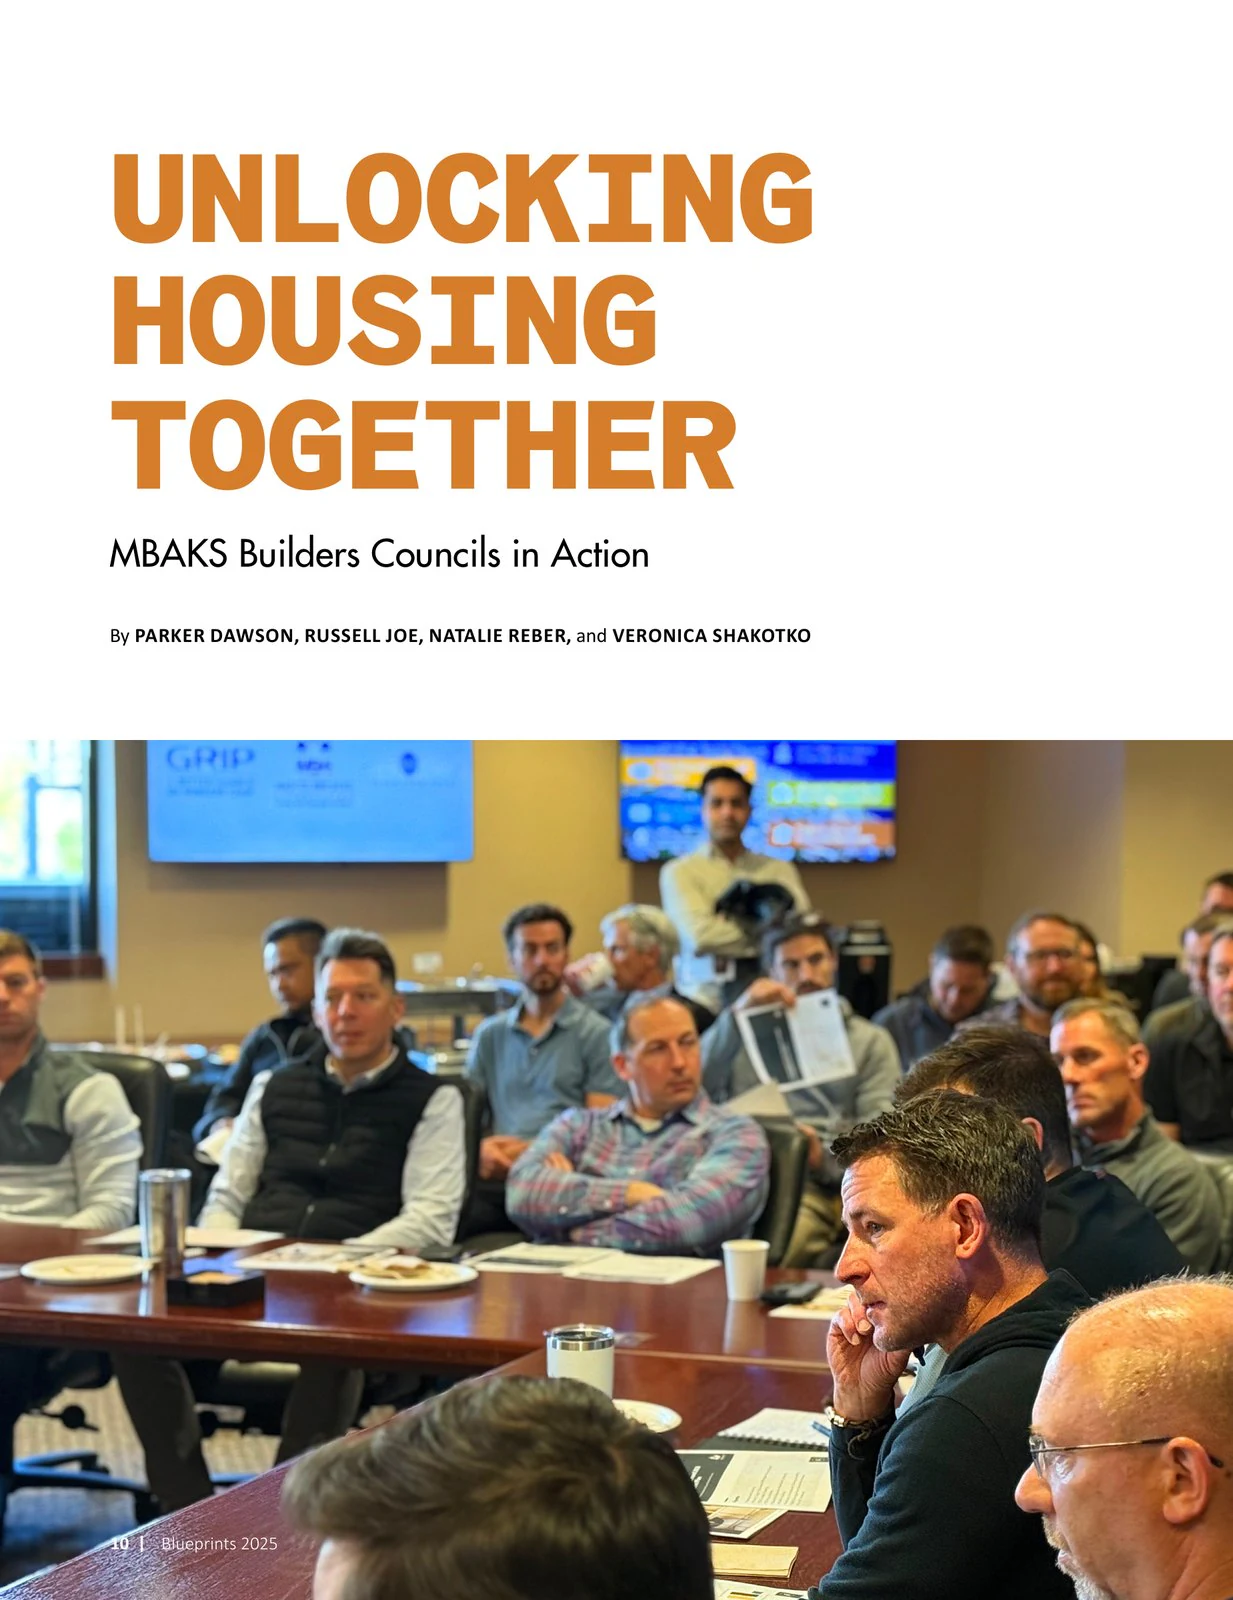 UNLOCKING
HOUSING
TOGETHER
MBAKS Builders Councils in Action
By PARKER DAWSON, RUSSELL JOE, NATALIE REBER, and VERONICA SHAKOTKO
GRIP
10 | Blueprints 2025